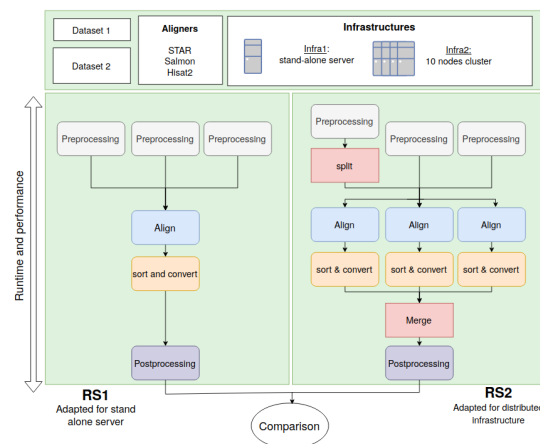 Dataset 1
Dataset 2
Aligners
STAR
Salmon
Hisat2
Infrastructures
Infra1:
stand-alone server
Infra2:
10 nodes cluster
Runtime and performance
Preprocessing
Preprocessing
Preprocessing
Align
sort and convert
Postprocessing
RS1
Adapted for stand
alone server
Preprocessing
split
Preprocessing
Preprocessing
Align
Align
Align
sort & convert
sort & convert
sort & convert
Merge
Postprocessing
RS2
Adapted for distributed
infrastructure
Comparison